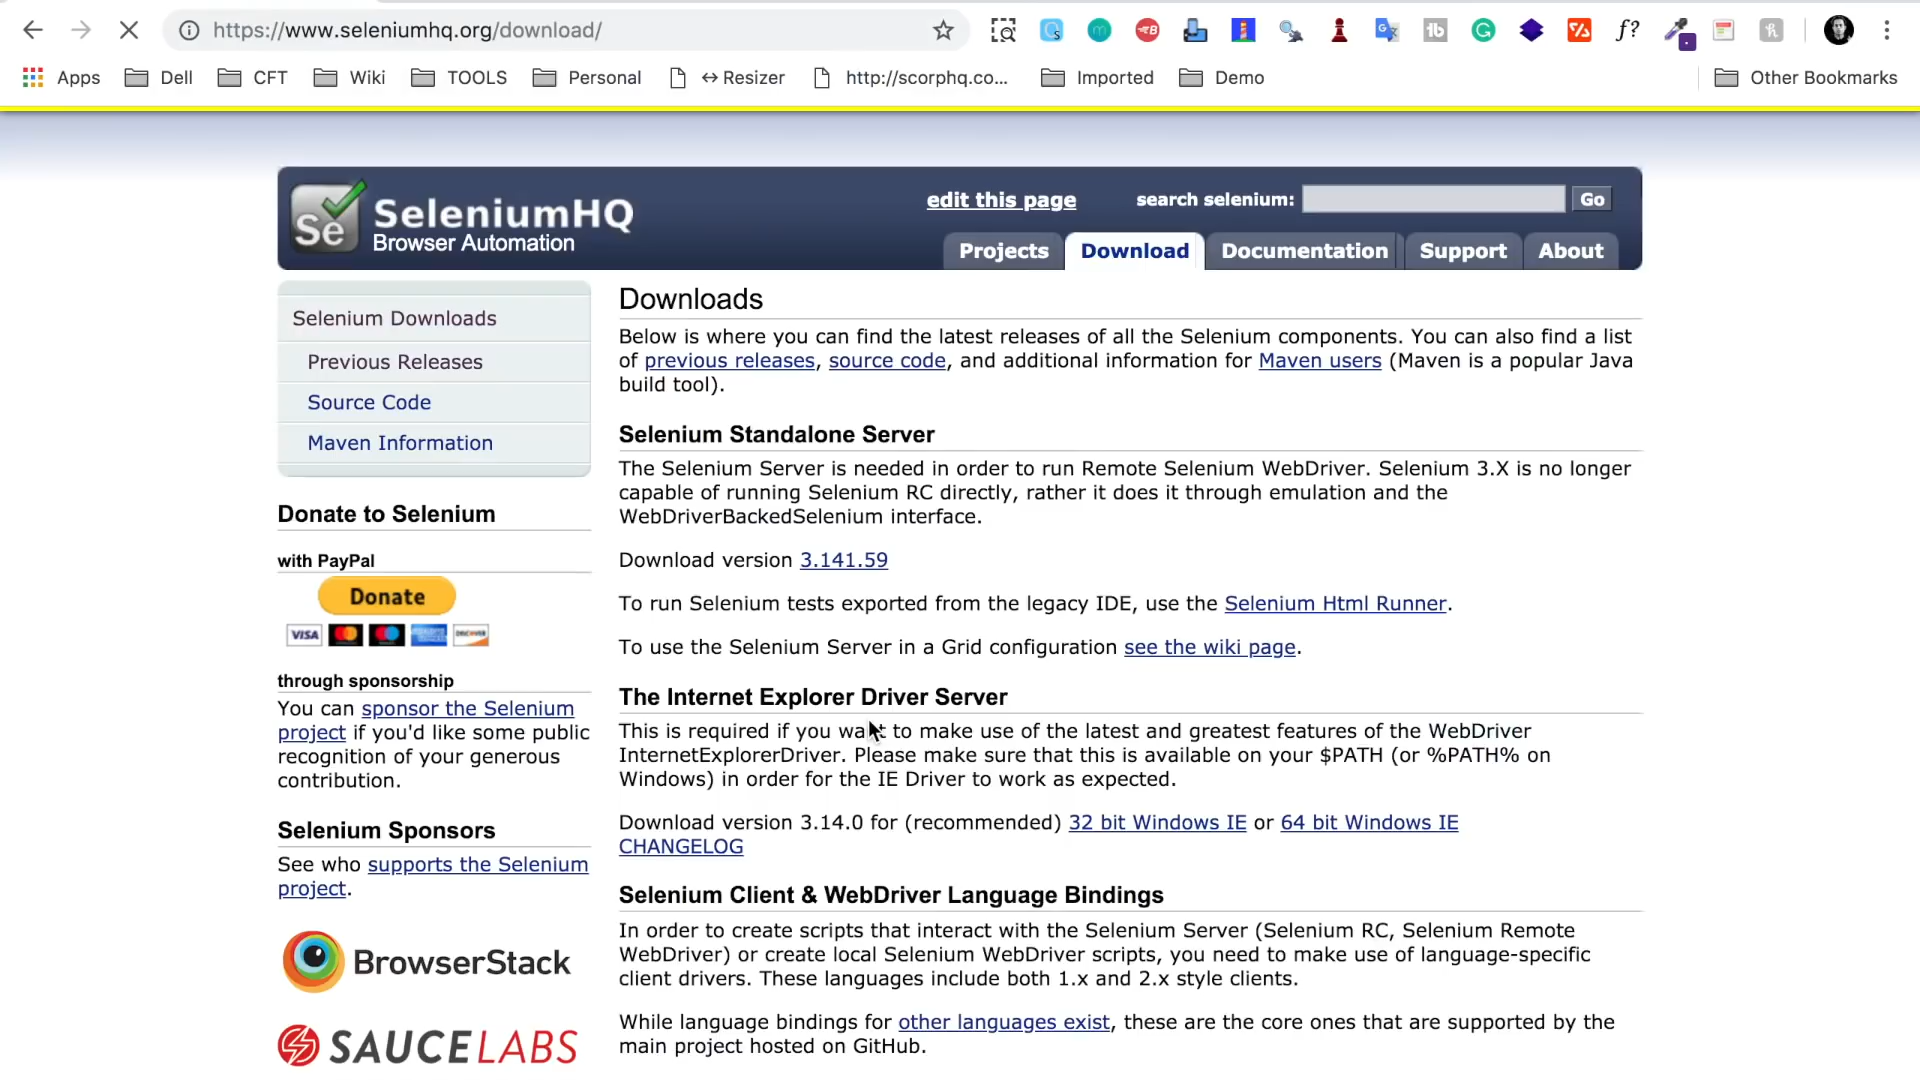 https://www.seleniumhq.org/download/
Apps Dell CFT Wiki TOOLS Personal ↔Resizer http://scorphq.co... Imported Demo Other Bookmarks
Se SeleniumHQ
Browser Automation
edit this page search selenium: Go
Projects Download Documentation Support About
Selenium Downloads
Previous Releases
Source Code
Maven Information
Donate to Selenium
with PayPal
Donate
VISA
through sponsorship
You can sponsor the Selenium
project if you'd like some public
recognition of your generous
contribution.
Selenium Sponsors
See who supports the Selenium
project.
BrowserStack
SAUCELABS
Downloads
Below is where you can find the latest releases of all the Selenium components. You can also find a list
of previous releases, source code, and additional information for Maven users (Maven is a popular Java
build tool).
Selenium Standalone Server
The Selenium Server is needed in order to run Remote Selenium WebDriver. Selenium 3.X is no longer
capable of running Selenium RC directly, rather it does it through emulation and the
WebDriverBackedSelenium interface.
Download version 3.141.59
To run Selenium tests exported from the legacy IDE, use the Selenium Html Runner.
To use the Selenium Server in a Grid configuration see the wiki page.
The Internet Explorer Driver Server
This is required if you want to make use of the latest and greatest features of the WebDriver
InternetExplorerDriver. Please make sure that this is available on your $PATH (or %PATH% on
Windows) in order for the IE Driver to work as expected.
Download version 3.14.0 for (recommended) 32 bit Windows IE or 64 bit Windows IE
CHANGELOG
Selenium Client & WebDriver Language Bindings
In order to create scripts that interact with the Selenium Server (Selenium RC, Selenium Remote
WebDriver) or create local Selenium WebDriver scripts, you need to make use of language-specific
client drivers. These languages include both 1.x and 2.x style clients.
While language bindings for other languages exist, these are the core ones that are supported by the
main project hosted on GitHub.